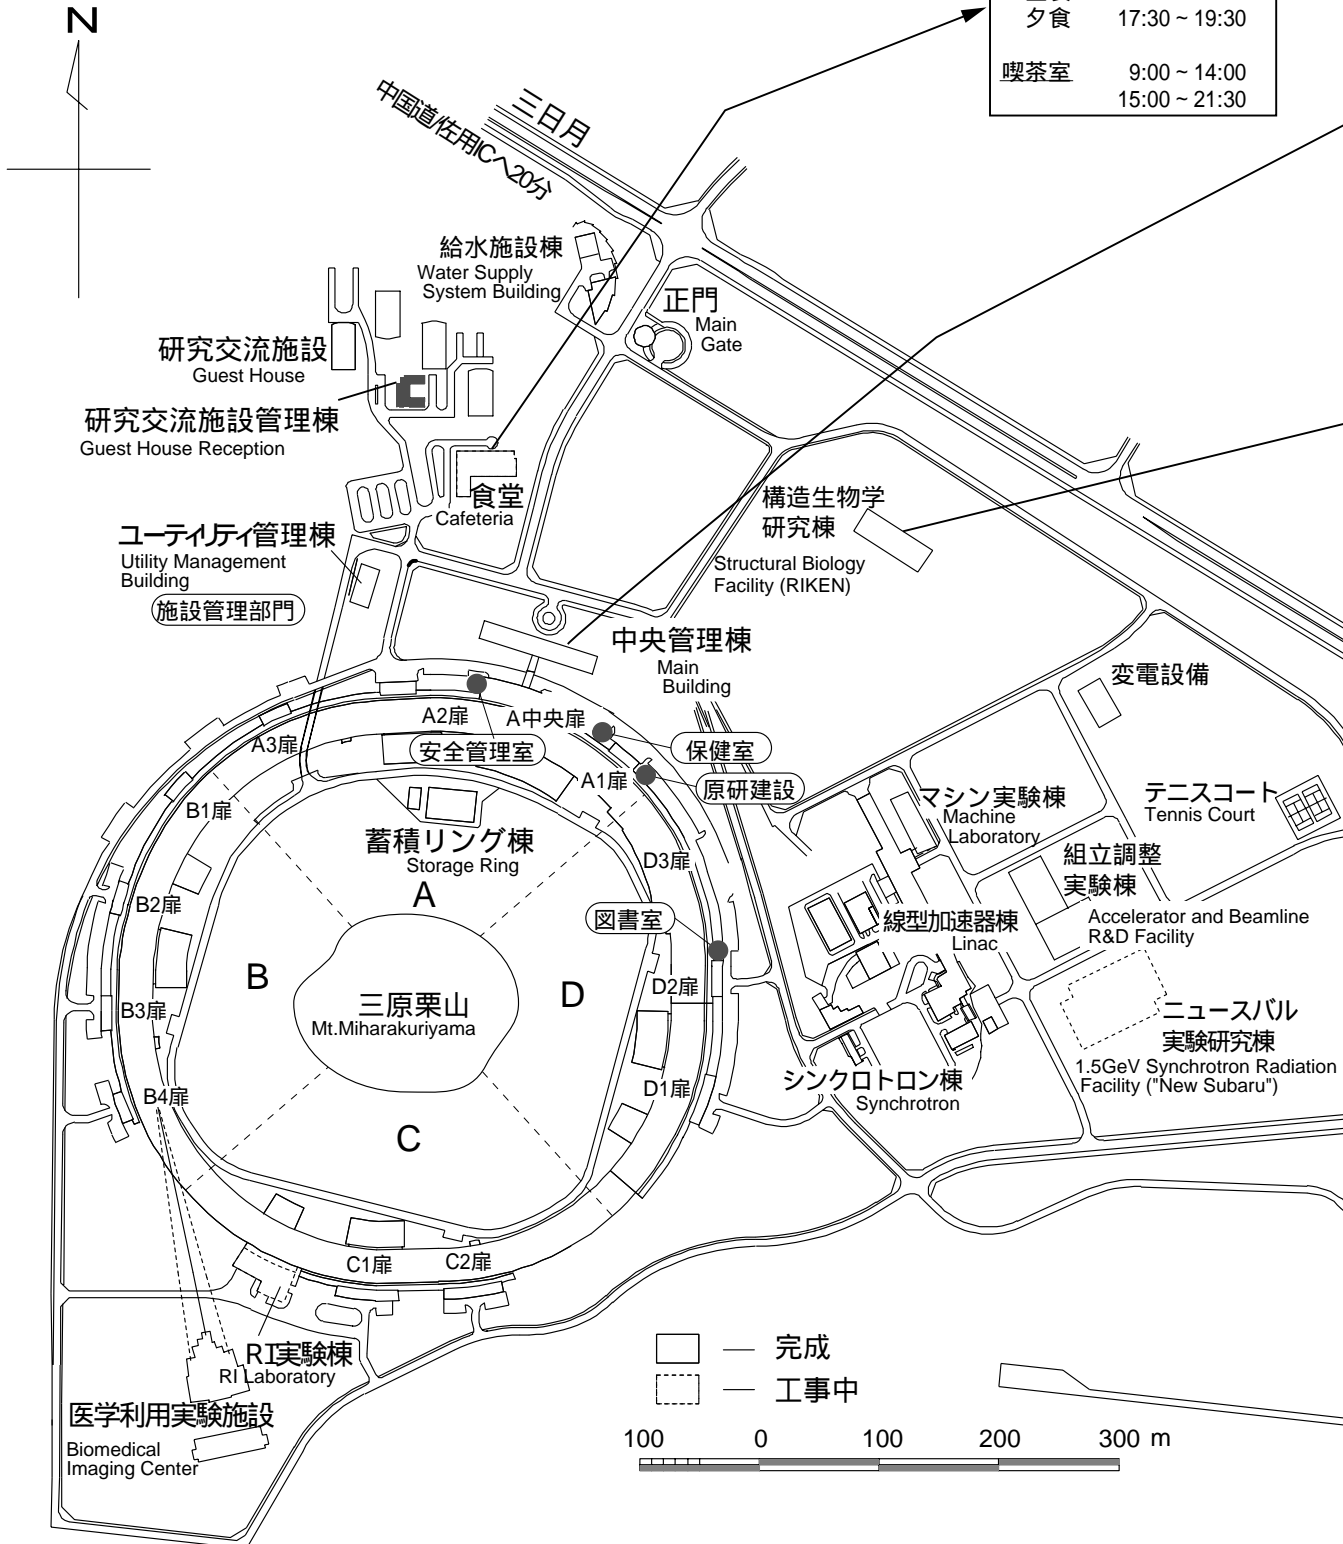 N
夕食 17:30 ~ 19:30
喫茶室 9:00 ~ 14:00
15:00 ~ 21:30
三日月
中国道/佐用ICへ20分
給水施設棟
Water Supply
System Building
正門
Main
Gate
研究交流施設
Guest House
研究交流施設管理棟
Guest House Reception
食堂
Cafeteria
構造生物学
研究棟
Structural Biology
Facility (RIKEN)
ユーティリティ管理棟
Utility Management
Building
施設管理部門
中央管理棟
Main
Building
変電設備
A2扉
A中央扉
A3扉
安全管理室
保健室
A1扉
原研建設
B1扉
マシン実験棟
Machine
Laboratory
テニスコート
Tennis Court
蓄積リング棟
Storage Ring
D3扉
組立調整
実験棟
Accelerator and Beamline
R&D Facility
A
B2扉
図書室
線型加速器棟
Linac
B
D
D2扉
三原栗山
Mt.Miharakuriyama
B3扉
ニュースバル
実験研究棟
1.5GeV Synchrotron Radiation
Facility ("New Subaru")
シンクロトロン棟
Synchrotron
D1扉
B4扉
C
C1扉
C2扉
RI実験棟
RI Laboratory
医学利用実験施設
Biomedical
Imaging Center
— 完成
— 工事中
100 0 100 200 300 m